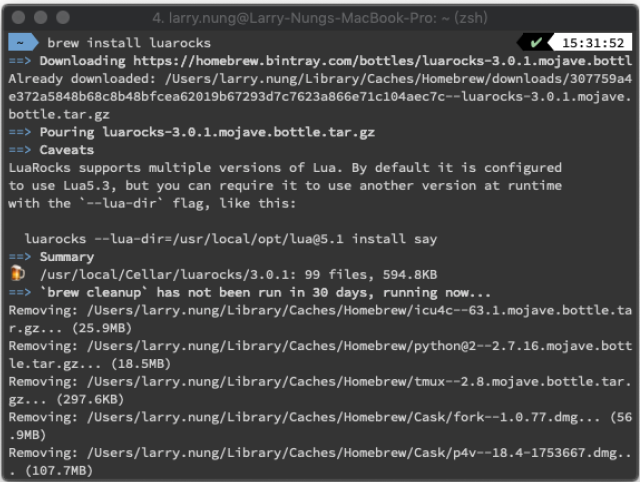 4. larry.nung@Larry-Nungs-MacBook-Pro: ~ (zsh)
~ brew install luarocks ✔ 15:31:52
==> Downloading https://homebrew.bintray.com/bottles/luarocks-3.0.1.mojave.bottl
Already downloaded: /Users/larry.nung/Library/Caches/Homebrew/downloads/307759a4
e372a5848b68c8b48bfcea62019b67293d7c7623a866e71c104aec7c--luarocks-3.0.1.mojave.
bottle.tar.gz
==> Pouring luarocks-3.0.1.mojave.bottle.tar.gz
==> Caveats
LuaRocks supports multiple versions of Lua. By default it is configured
to use Lua5.3, but you can require it to use another version at runtime
with the `--lua-dir` flag, like this:
luarocks --lua-dir=/usr/local/opt/lua@5.1 install say
==> Summary
🍺 /usr/local/Cellar/luarocks/3.0.1: 99 files, 594.8KB
==> `brew cleanup` has not been run in 30 days, running now...
Removing: /Users/larry.nung/Library/Caches/Homebrew/icu4c--63.1.mojave.bottle.ta
r.gz... (25.9MB)
Removing: /Users/larry.nung/Library/Caches/Homebrew/python@2--2.7.16.mojave.bott
le.tar.gz... (18.5MB)
Removing: /Users/larry.nung/Library/Caches/Homebrew/tmux--2.8.mojave.bottle.tar.
gz... (297.6KB)
Removing: /Users/larry.nung/Library/Caches/Homebrew/Cask/fork--1.0.77.dmg... (56
.9MB)
Removing: /Users/larry.nung/Library/Caches/Homebrew/Cask/p4v--18.4-1753667.dmg..
. (107.7MB)